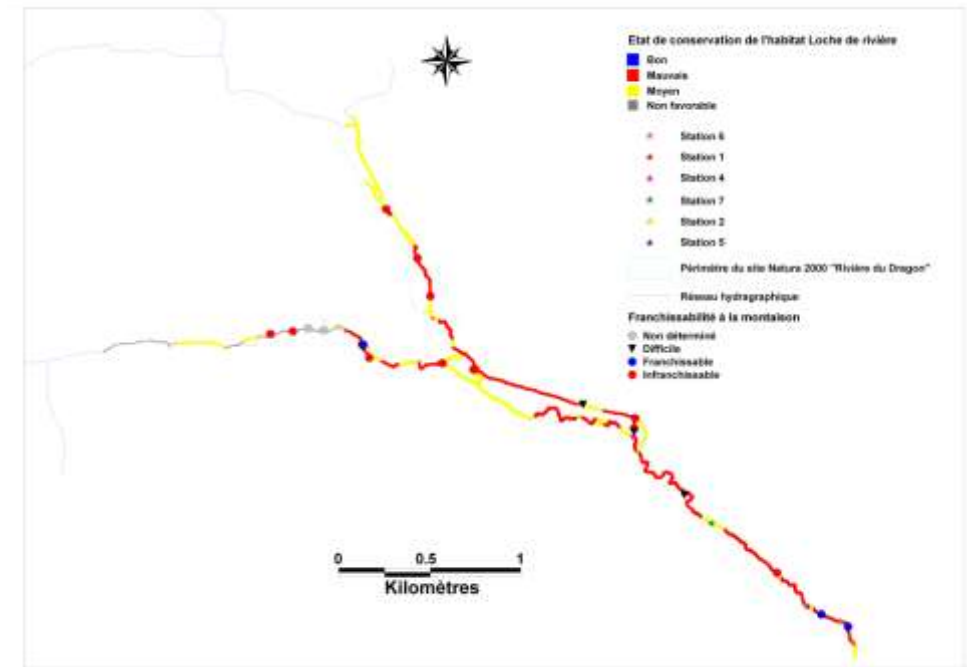 Etat de conservation de l'habitat Loche de rivière
Bon
Mauvais
Moyen
Non favorable
Station 6
Station 1
Station 4
Station 7
Station 2
Station 5
Périmètre du site Natura 2000 "Rivière du Dragon"
Réseau hydragraphique
Franchissabilité à la montaison
Non déterminé
Difficile
Franchissable
Infranchissable
0 0.5 1
Kilomètres